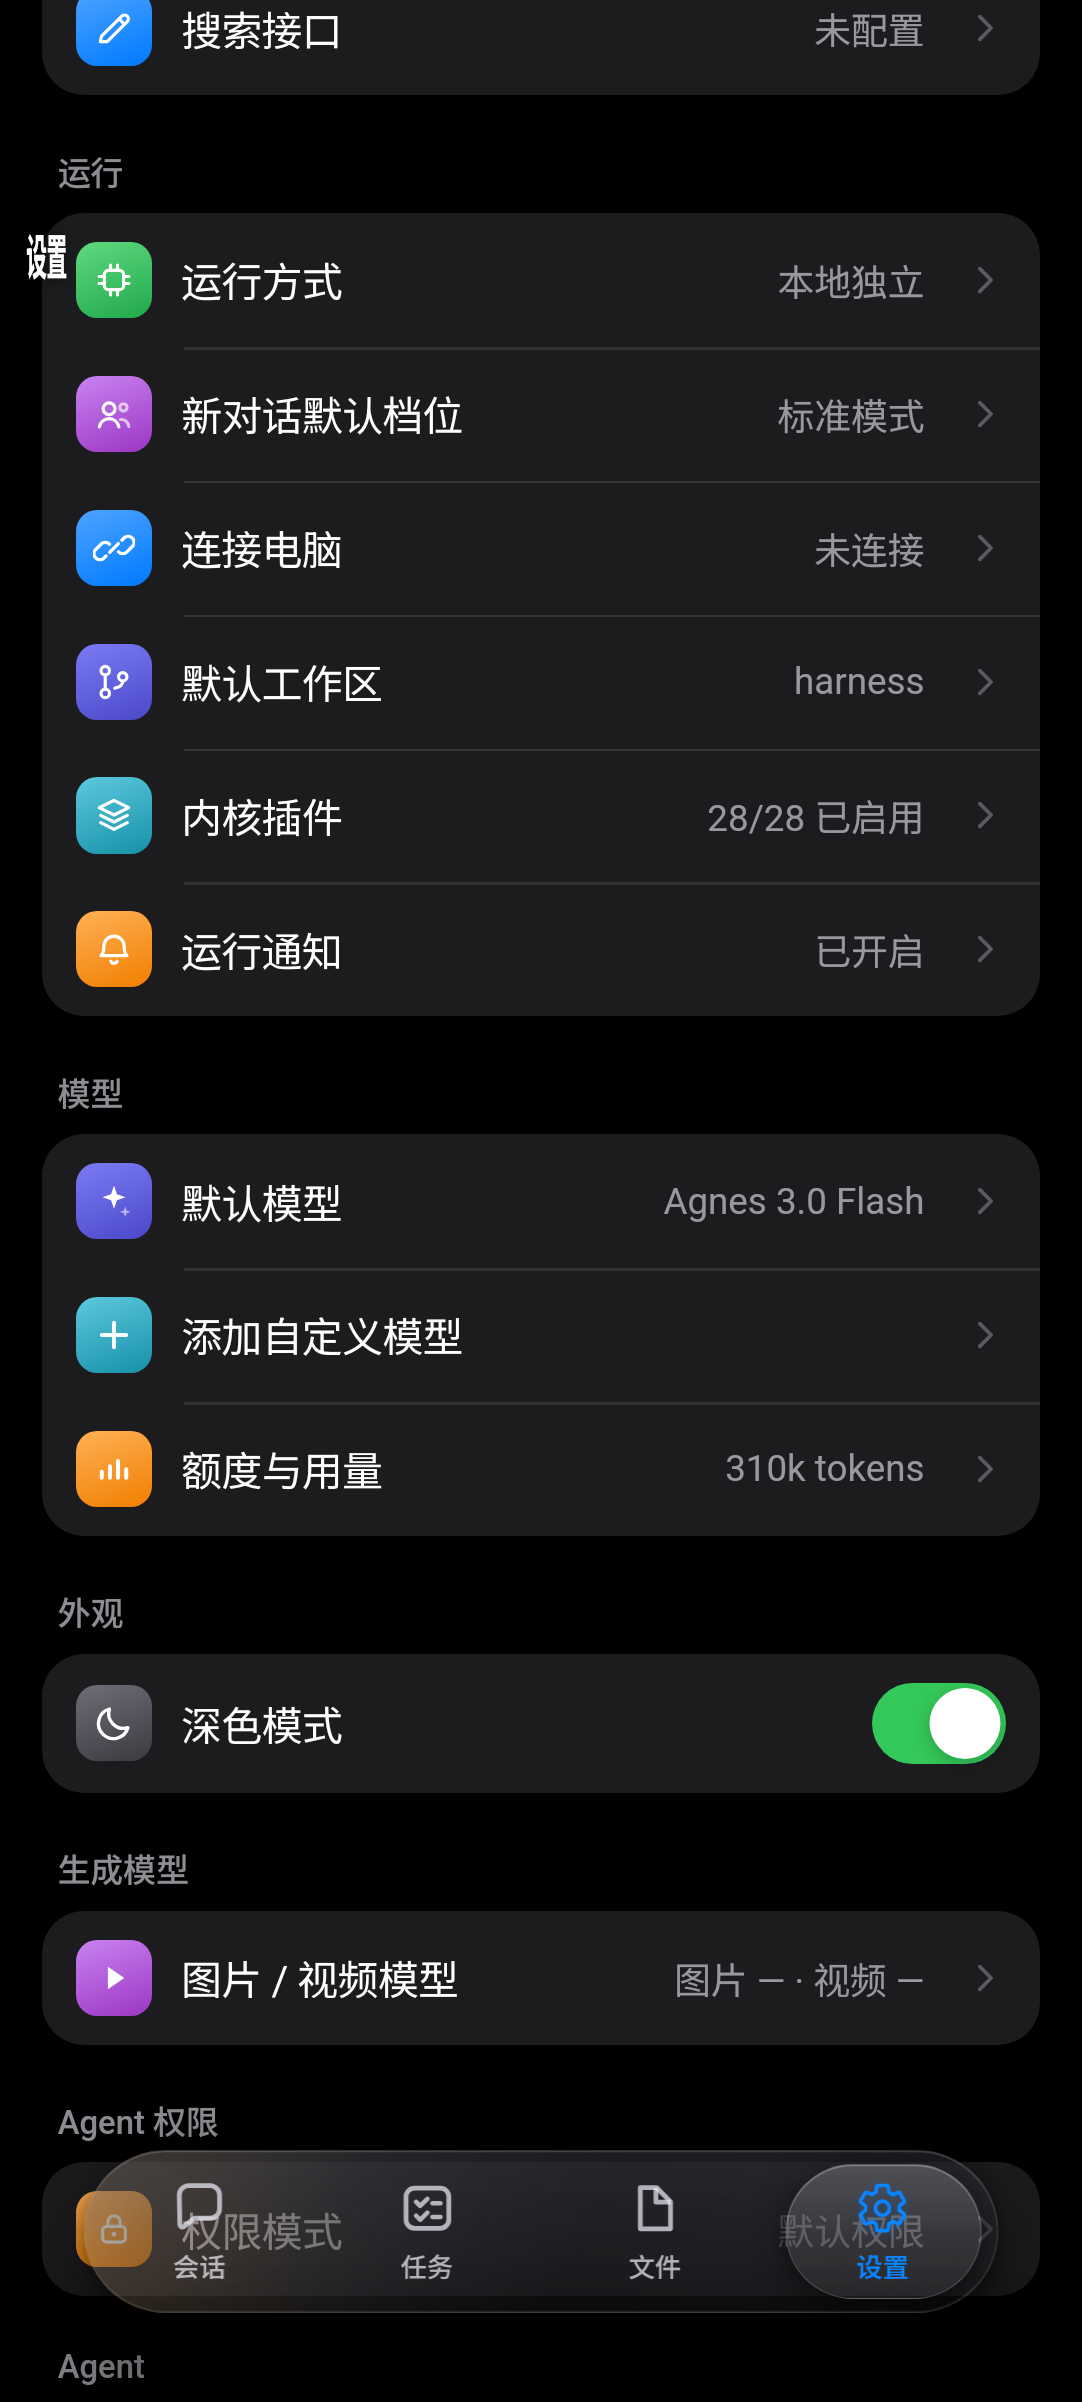 搜索接口 未配置
运行
设置
运行方式 本地独立
新对话默认档位 标准模式
连接电脑 未连接
默认工作区 harness
内核插件 28/28 已启用
运行通知 已开启
模型
默认模型 Agnes 3.0 Flash
添加自定义模型
额度与用量 310k tokens
外观
深色模式
生成模型
图片 / 视频模型 图片 — · 视频 —
Agent 权限
权限模式 默认权限
会话 任务 文件 设置
Agent